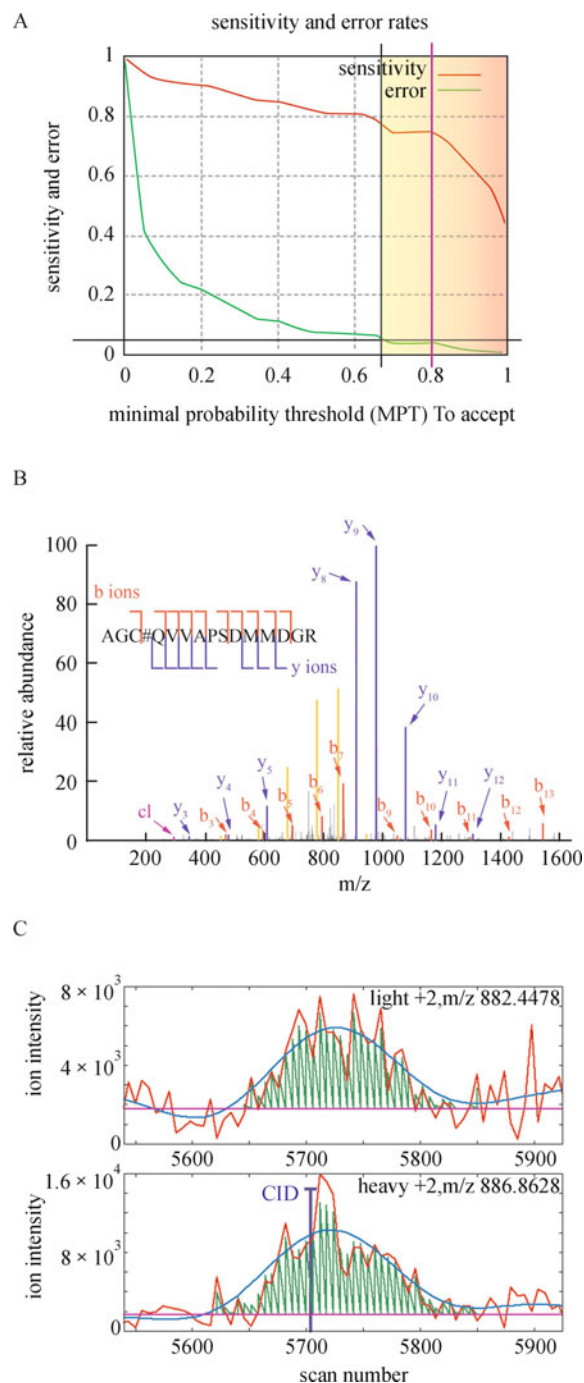 A
sensitivity and error rates
sensitivity
error
sensitivity and error
1
0.8
0.6
0.4
0.2
0
0 0.2 0.4 0.6 0.8 1
minimal probability threshold (MPT) To accept
B
relative abundance
100
80
60
40
20
0
b ions
AGC#QVVAPSDMMDGR
y ions
cl
y3
b3
y4
b4
y5
b5
b6
b7
y8
y9
b9
y10
b10
y11
b11
y12
b12
b13
200 400 600 800 1000 1200 1400 1600
m/z
C
ion intensity
8 × 10³
4 × 10³
0
light +2,m/z 882.4478
5600 5700 5800 5900
ion intensity
1.6 × 10⁴
8 × 10³
0
CID
heavy +2,m/z 886.8628
5600 5700 5800 5900
scan number